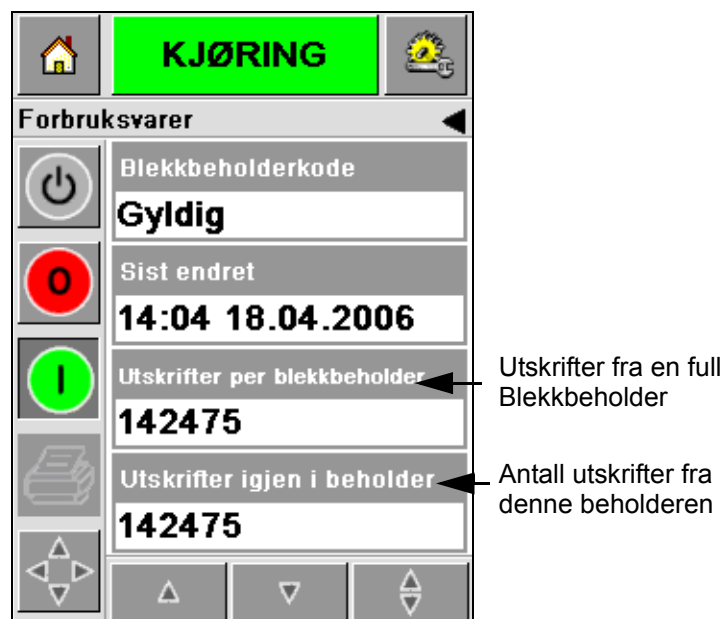 KJØRING
Forbruksvarer
Blekkbeholderkode
Gyldig
O
Sist endret
14:04 18.04.2006
I
Utskrifter per blekkbeholder
142475
Utskrifter fra en full
Blekkbeholder
Utskrifter igjen i beholder
142475
Antall utskrifter fra
denne beholderen